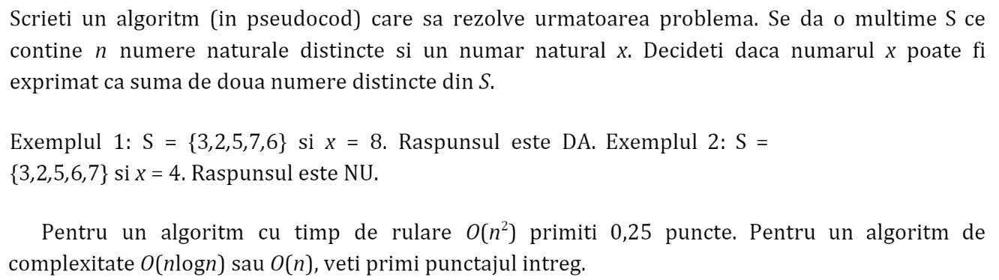 Scrieti un algoritm (in pseudocod) care sa rezolve urmatoarea problema. Se da o multime S ce
contine n numere naturale distincte si un numar natural x. Decideti daca numarul x poate fi
exprimat ca suma de doua numere distincte din S.
Exemplul 1: S = {3,2,5,7,6} si x = 8. Raspunsul este DA. Exemplul 2: S =
{3,2,5,6,7} si x = 4. Raspunsul este NU.
Pentru un algoritm cu timp de rulare O(n²) primiti 0,25 puncte. Pentru un algoritm de
complexitate O(nlogn) sau O(n), veti primi punctajul intreg.